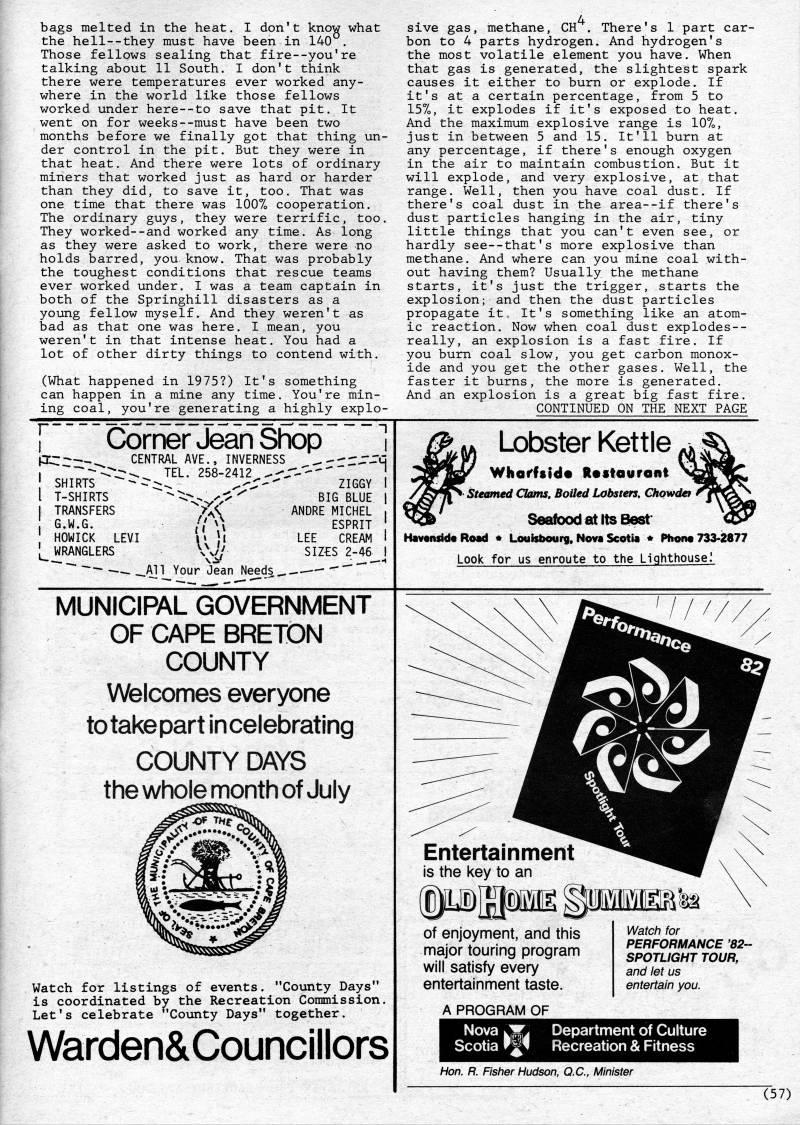 bags melted in the heat. I don't know what
the hell--they must have been in 140°.
Those fellows sealing that fire--you're
talking about 11 South. I don't think
there were temperatures ever worked any-
where in the world like those fellows
worked under here--to save that pit. It
went on for weeks--must have been two
months before we finally got that thing un-
der control in the pit. But they were in
that heat. And there were lots of ordinary
miners that worked just as hard or harder
than they did, to save it, too. That was
one time that there was 100% cooperation.
The ordinary guys, they were terrific, too.
They worked--and worked any time. As long
as they were asked to work, there were no
holds barred, you know. That was probably
the toughest conditions that rescue teams
ever worked under. I was a team captain in
both of the Springhill disasters as a
young fellow myself. And they weren't as
bad as that one was here. I mean, you
weren't in that intense heat. You had a
lot of other dirty things to contend with.
(What happened in 1975?) It's something
can happen in a mine any time. You're min-
ing coal, you're generating a highly explo-
sive gas, methane, CH4. There's 1 part car-
bon to 4 parts hydrogen. And hydrogen's
the most volatile element you have. When
that gas is generated, the slightest spark
causes it either to burn or explode. If
it's at a certain percentage, from 5 to
15%, it explodes if it's exposed to heat.
And the maximum explosive range is 10%,
just in between 5 and 15. It'll burn at
any percentage, if there's enough oxygen
in the air to maintain combustion. But it
will explode, and very explosive, at that
range. Well, then you have coal dust. If
there's coal dust in the area--if there's
dust particles hanging in the air, tiny
little things that you can't even see, or
hardly see--that's more explosive than
methane. And where can you mine coal with-
out having them? Usually the methane
starts, it's just the trigger, starts the
explosion; and then the dust particles
propagate it. It's something like an atom-
ic reaction. Now when coal dust explodes--
really, an explosion is a fast fire. If
you burn coal slow, you get carbon monox-
ide and you get the other gases. Well, the
faster it burns, the more is generated.
And an explosion is a great big fast fire.
CONTINUED ON THE NEXT PAGE
Corner Jean Shop
CENTRAL AVE., INVERNESS
TEL. 258-2412
SHIRTS
T-SHIRTS
TRANSFERS
G.W.G.
HOWICK LEVI
WRANGLERS
ZIGGY
BIG BLUE
ANDRE MICHEL
ESPRIT
LEE CREAM
SIZES 2-46
All Your Jean Needs
Lobster Kettle
Wharfside Restaurant
Steamed Clams, Boiled Lobsters, Chowder
Seafood at Its Best
Havenside Road ★ Louisbourg, Nova Scotia ★ Phone 733-2877
Look for us enroute to the Lighthouse!
MUNICIPAL GOVERNMENT
OF CAPE BRETON
COUNTY
Welcomes everyone
to take part in celebrating
COUNTY DAYS
the whole month of July
SEAL OF THE MUNICIPALITY OF THE COUNTY OF CAPE BRETON
Watch for listings of events. "County Days"
is coordinated by the Recreation Commission.
Let's celebrate "County Days" together.
Warden&Councillors
Performance
82
Spotlight Tour
Entertainment
is the key to an
OLD HOME SUMMER '82
of enjoyment, and this
major touring program
will satisfy every
entertainment taste.
Watch for
PERFORMANCE '82--
SPOTLIGHT TOUR,
and let us
entertain you.
A PROGRAM OF
Nova Scotia
Department of Culture
Recreation & Fitness
Hon. R. Fisher Hudson, Q.C., Minister
(57)